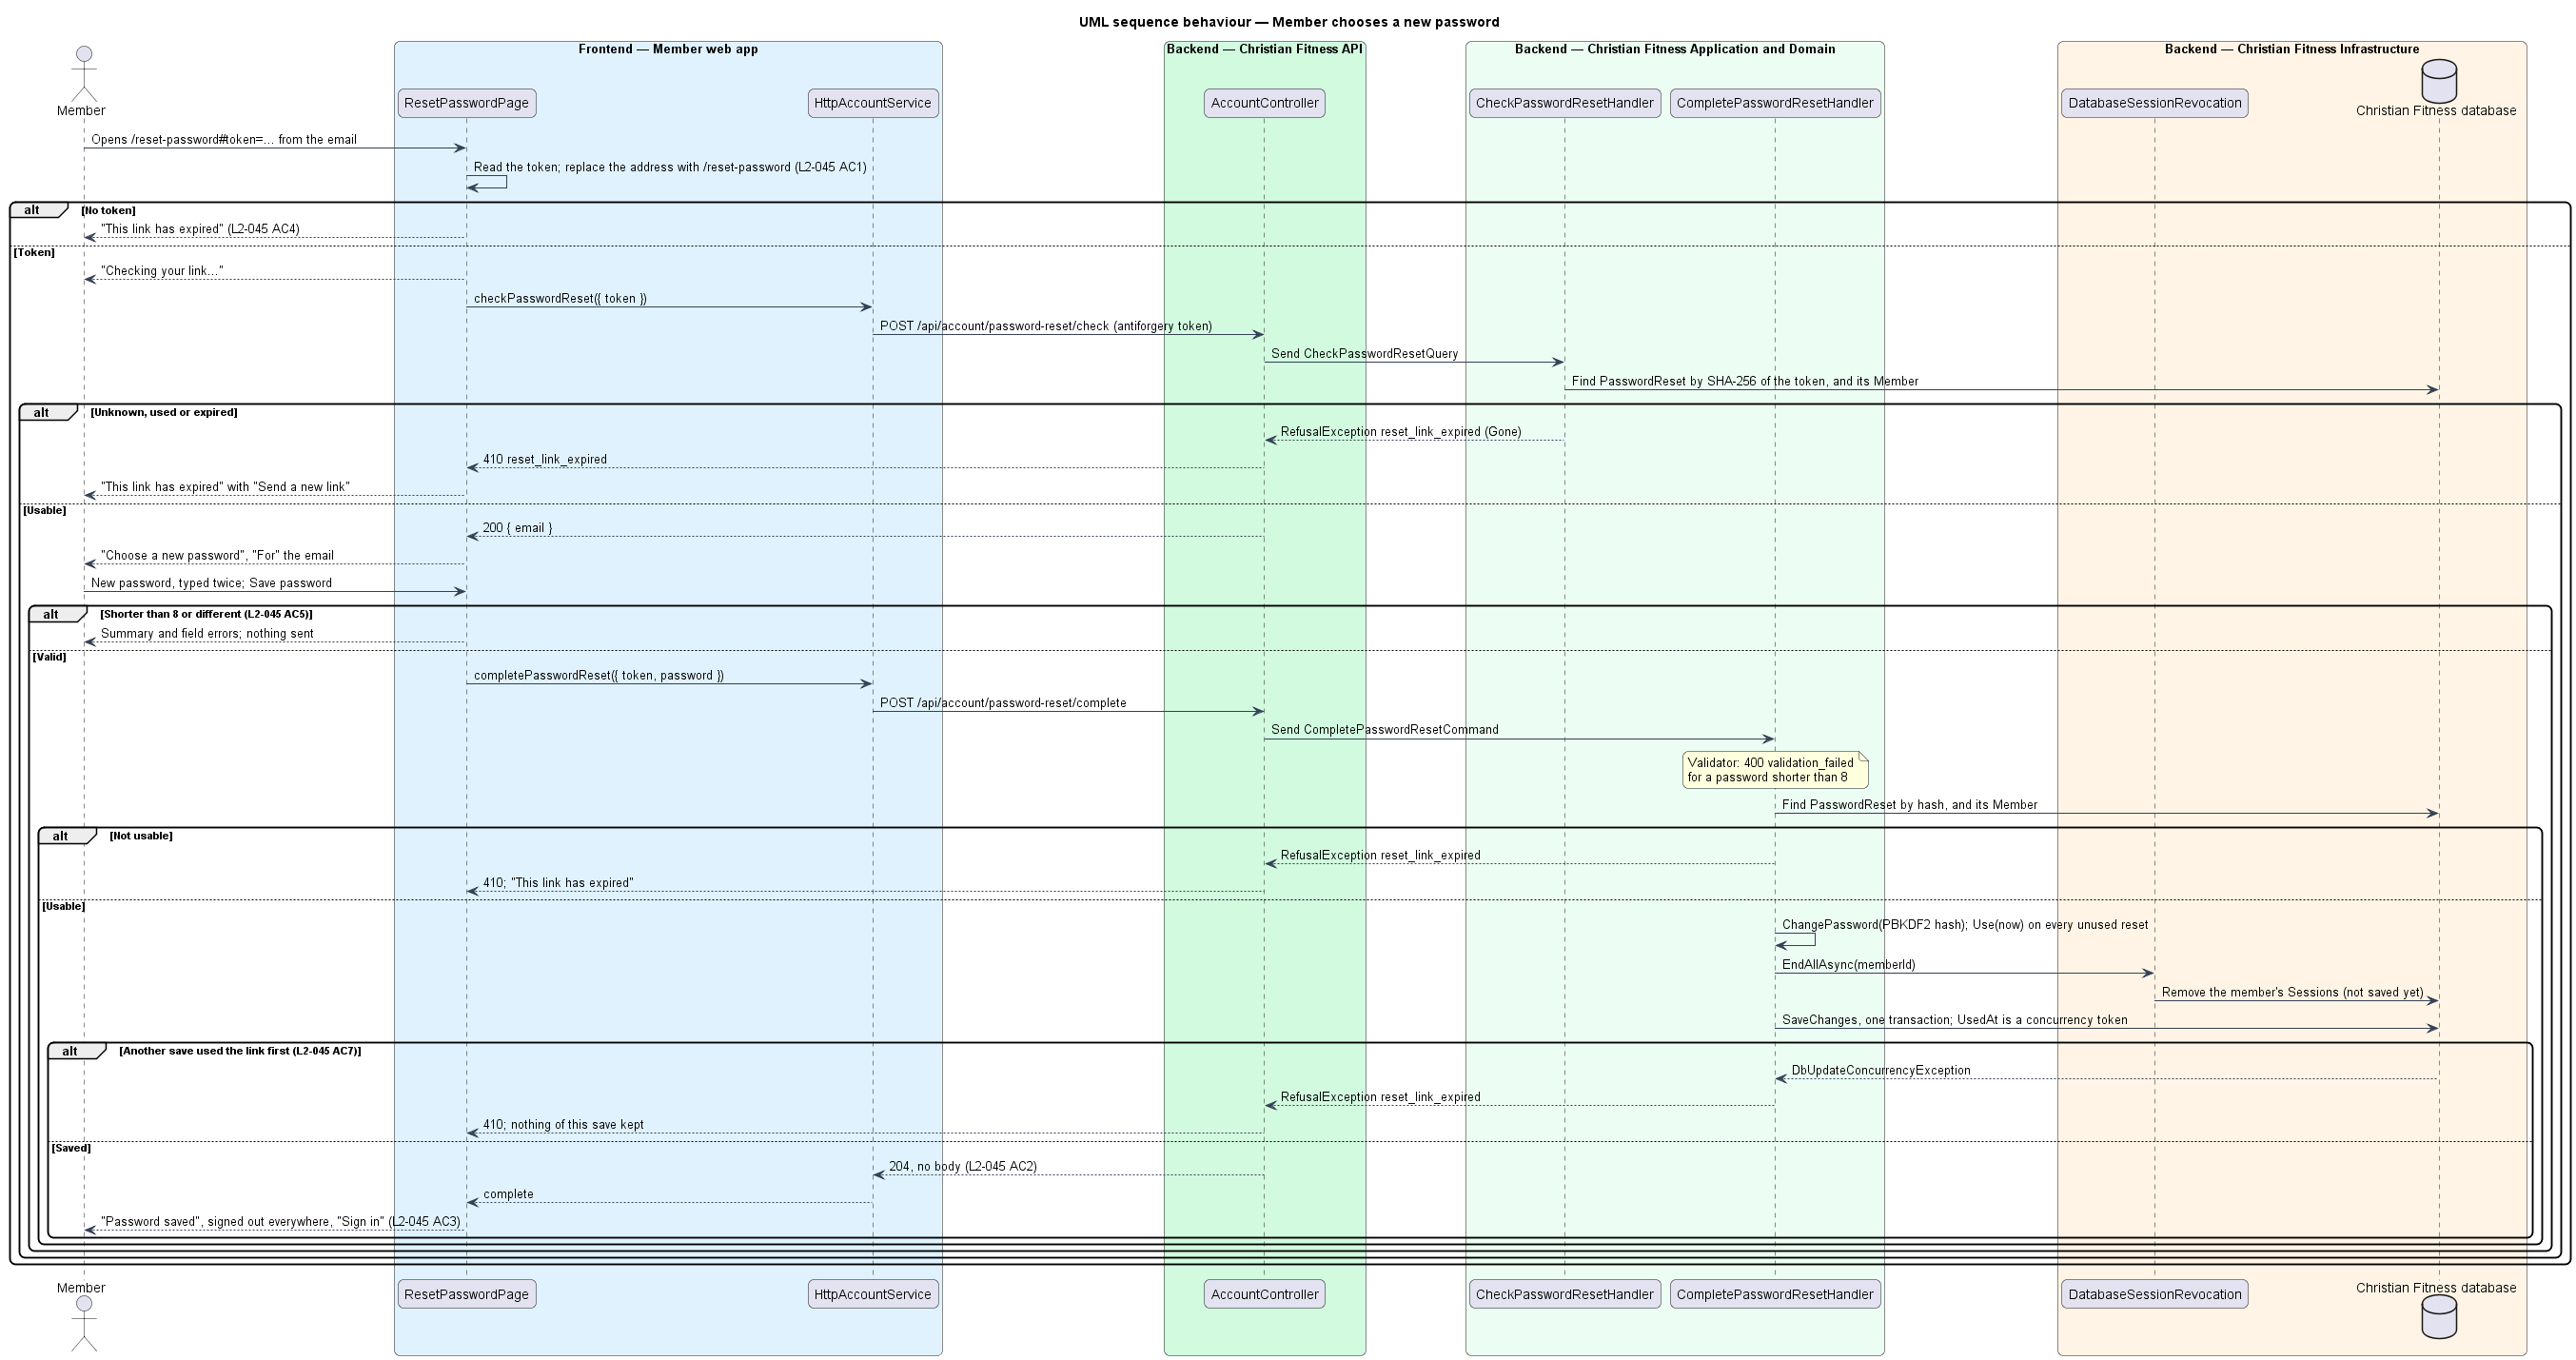 UML sequence behaviour — Member chooses a new password
Frontend — Member web app
Backend — Christian Fitness API
Backend — Christian Fitness Application and Domain
Backend — Christian Fitness Infrastructure
Member
ResetPasswordPage
HttpAccountService
AccountController
CheckPasswordResetHandler
CompletePasswordResetHandler
DatabaseSessionRevocation
Christian Fitness database
Opens /reset-password#token=... from the email
Read the token; replace the address with /reset-password (L2-045 AC1)
alt [No token]
"This link has expired" (L2-045 AC4)
[Token]
"Checking your link..."
checkPasswordReset({ token })
POST /api/account/password-reset/check (antiforgery token)
Send CheckPasswordResetQuery
Find PasswordReset by SHA-256 of the token, and its Member
alt [Unknown, used or expired]
RefusalException reset_link_expired (Gone)
410 reset_link_expired
"This link has expired" with "Send a new link"
[Usable]
200 { email }
"Choose a new password", "For" the email
New password, typed twice; Save password
alt [Shorter than 8 or different (L2-045 AC5)]
Summary and field errors; nothing sent
[Valid]
completePasswordReset({ token, password })
POST /api/account/password-reset/complete
Send CompletePasswordResetCommand
Validator: 400 validation_failed
for a password shorter than 8
Find PasswordReset by hash, and its Member
alt [Not usable]
RefusalException reset_link_expired
410; "This link has expired"
[Usable]
ChangePassword(PBKDF2 hash); Use(now) on every unused reset
EndAllAsync(memberId)
Remove the member's Sessions (not saved yet)
SaveChanges, one transaction; UsedAt is a concurrency token
alt [Another save used the link first (L2-045 AC7)]
DbUpdateConcurrencyException
RefusalException reset_link_expired
410; nothing of this save kept
[Saved]
204, no body (L2-045 AC2)
complete
"Password saved", signed out everywhere, "Sign in" (L2-045 AC3)
Member
ResetPasswordPage
HttpAccountService
AccountController
CheckPasswordResetHandler
CompletePasswordResetHandler
DatabaseSessionRevocation
Christian Fitness database